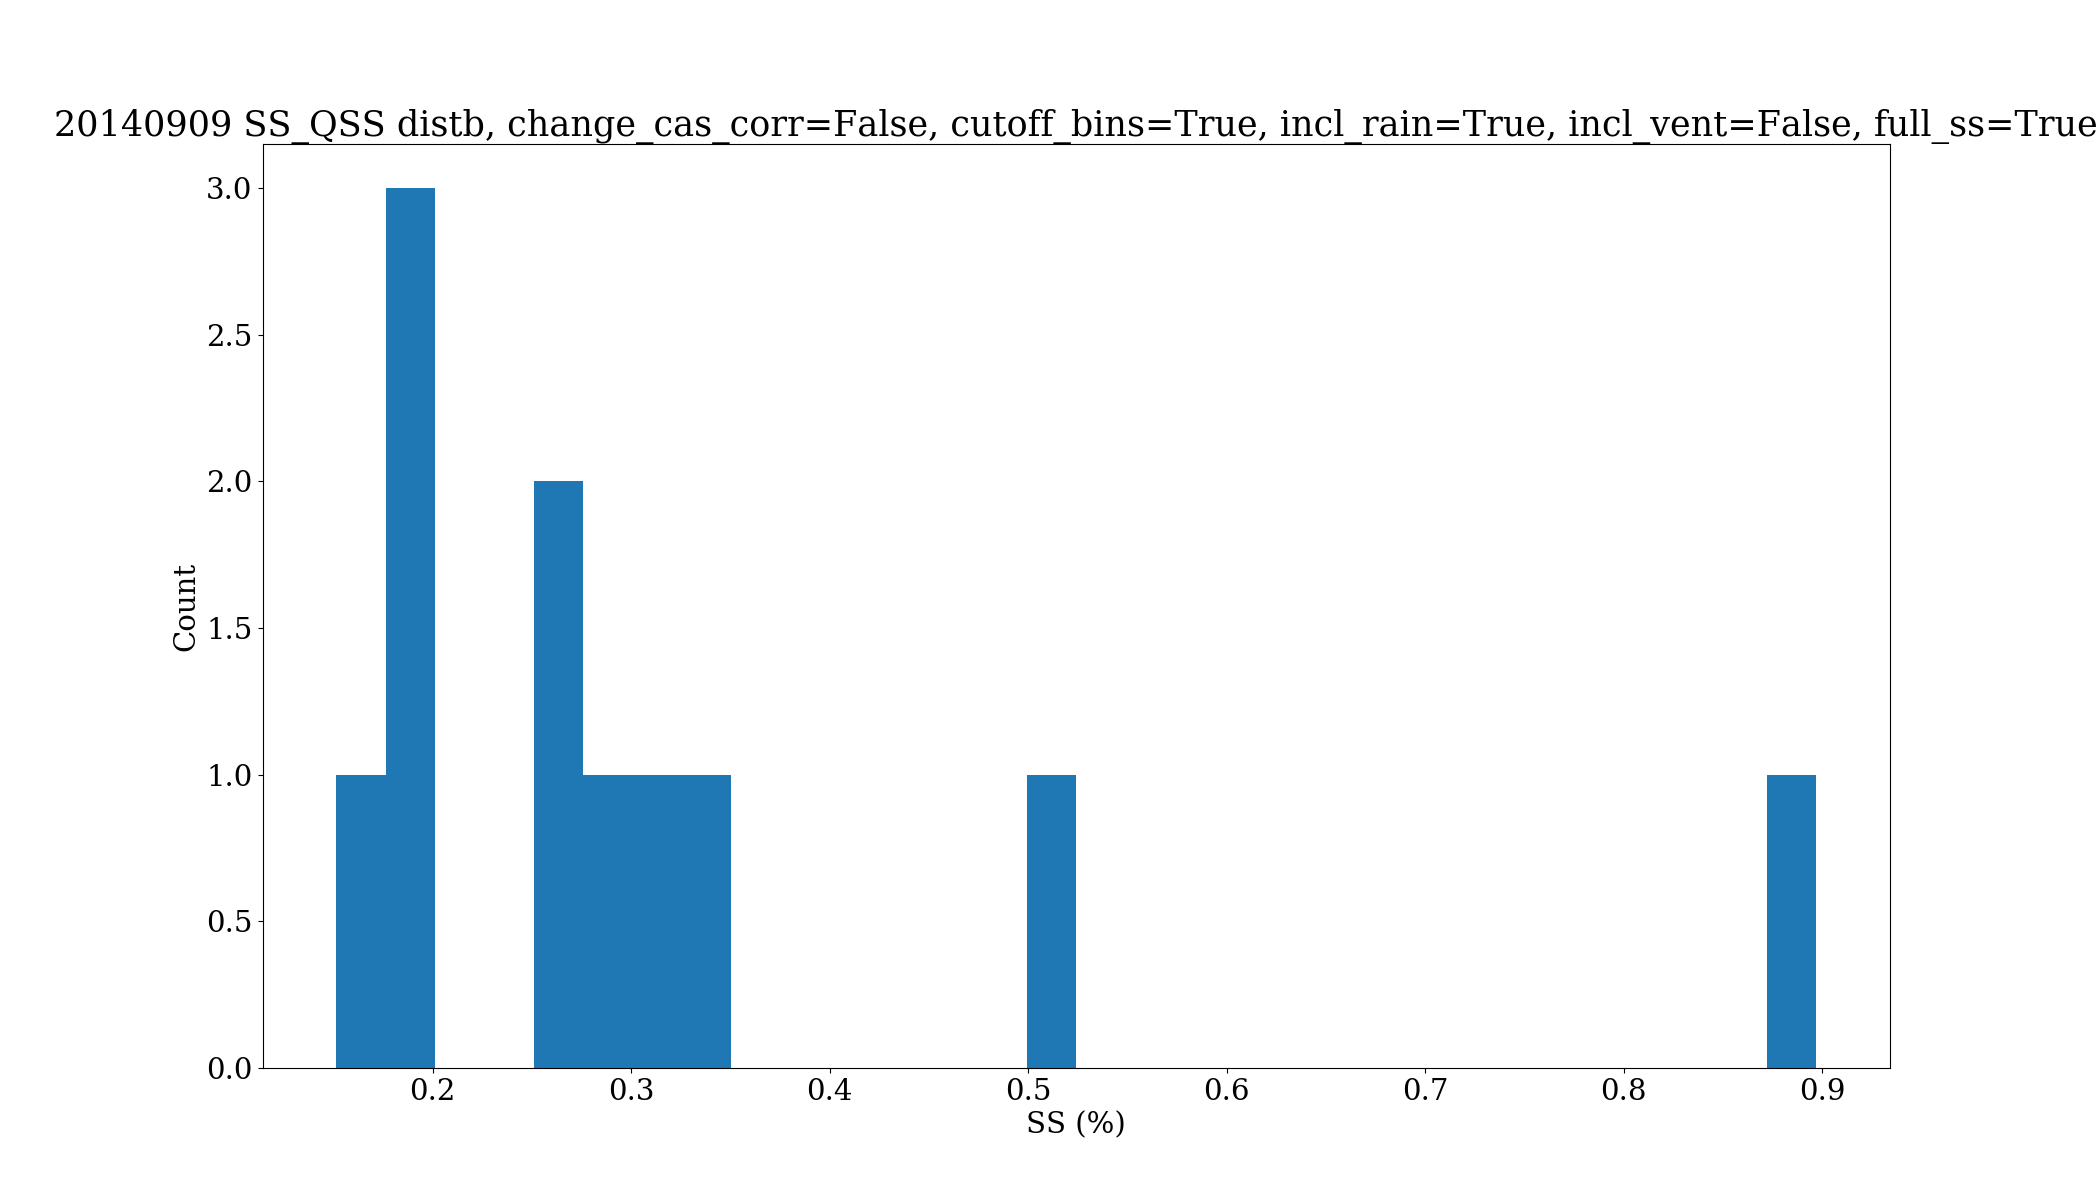 20140909 SS_QSS distb, change_cas_corr=False, cutoff_bins=True, incl_rain=True, incl_vent=False, full_ss=True
3.0
2.5
2.0
1.5
1.0
0.5
0.0
Count
0.2 0.3 0.4 0.5 0.6 0.7 0.8 0.9
SS (%)